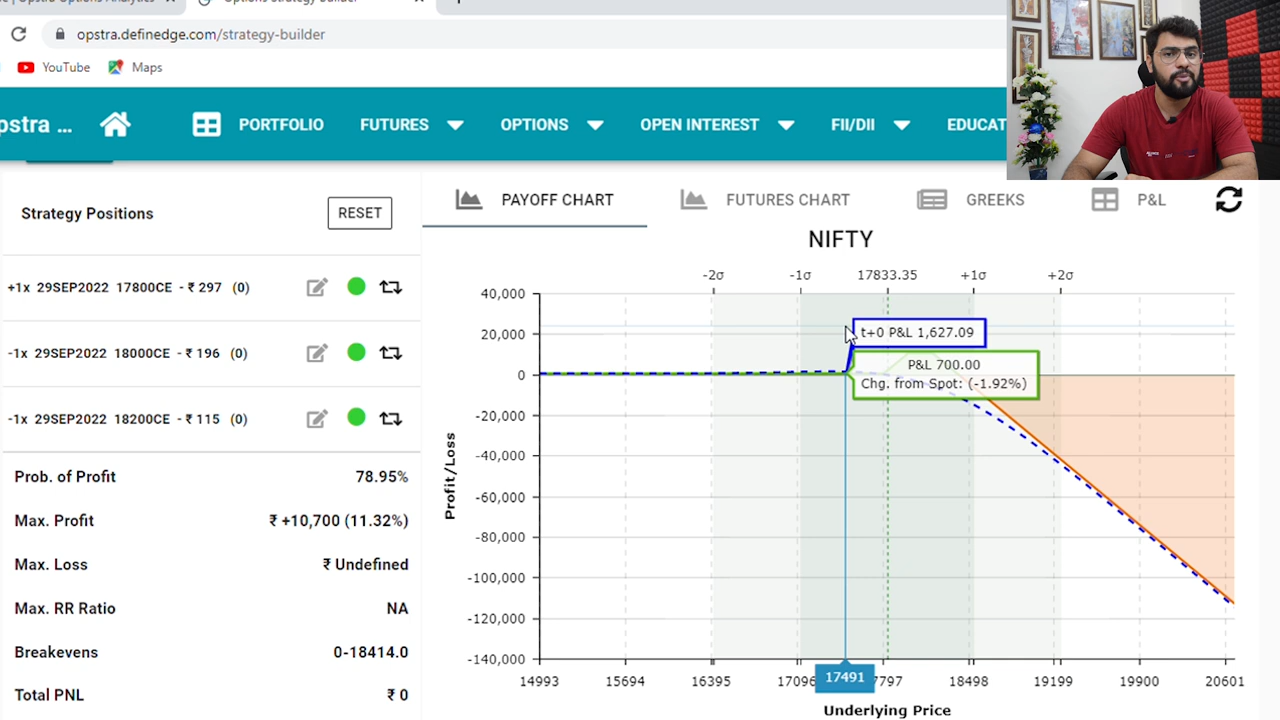 opstra.definedge.com/strategy-builder
YouTube Maps
pstra ... PORTFOLIO FUTURES OPTIONS OPEN INTEREST FII/DII EDUCAT
Strategy Positions RESET
+1x 29SEP2022 17800CE - ₹ 297 (0)
-1x 29SEP2022 18000CE - ₹ 196 (0)
-1x 29SEP2022 18200CE - ₹ 115 (0)
Prob. of Profit 78.95%
Max. Profit ₹ +10,700 (11.32%)
Max. Loss ₹ Undefined
Max. RR Ratio NA
Breakevens 0-18414.0
Total PNL ₹ 0
PAYOFF CHART FUTURES CHART GREEKS P&L
NIFTY
-2σ -1σ 17833.35 +1σ +2σ
40,000
20,000
0
-20,000
-40,000
-60,000
-80,000
-100,000
-120,000
-140,000
Profit/Loss
t+0 P&L 1,627.09
P&L 700.00
Chg. from Spot: (-1.92%)
14993 15694 16395 1709 17491 797 18498 19199 19900 20601
Underlying Price